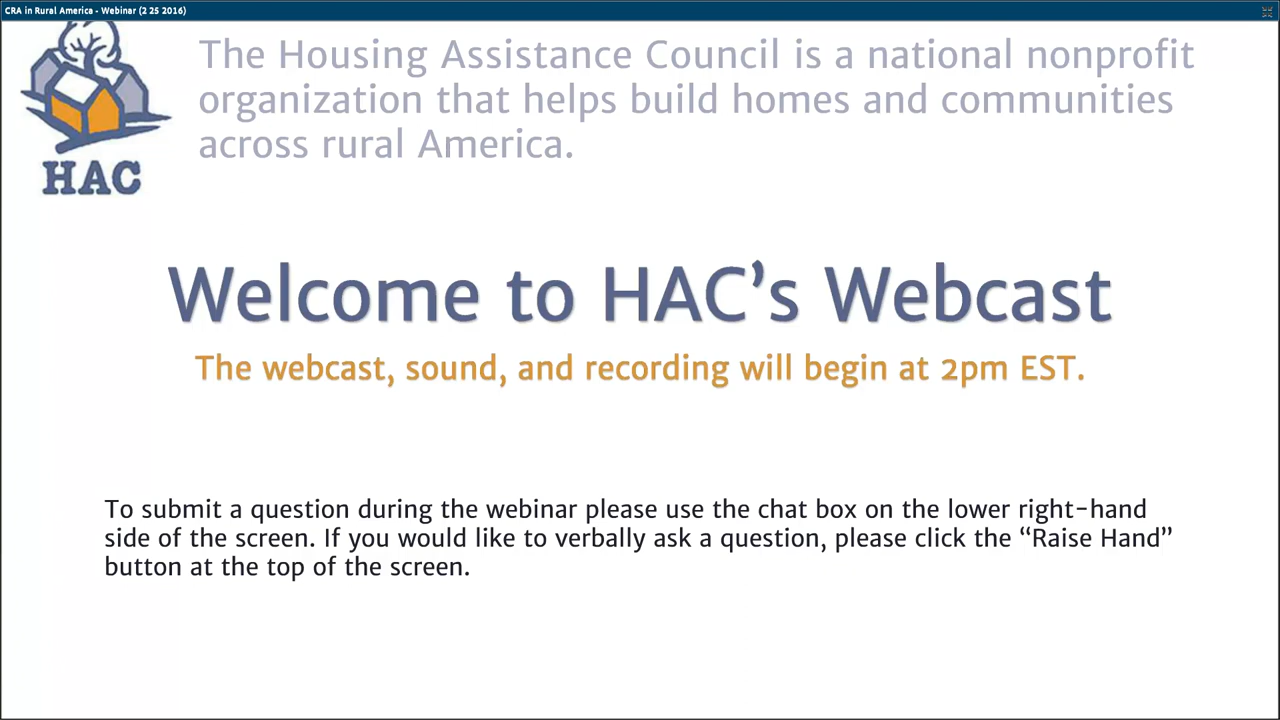 CRA in Rural America - Webinar (2 25 2016)
The Housing Assistance Council is a national nonprofit
organization that helps build homes and communities
across rural America.
HAC
Welcome to HAC’s Webcast
The webcast, sound, and recording will begin at 2pm EST.
To submit a question during the webinar please use the chat box on the lower right-hand
side of the screen. If you would like to verbally ask a question, please click the “Raise Hand”
button at the top of the screen.